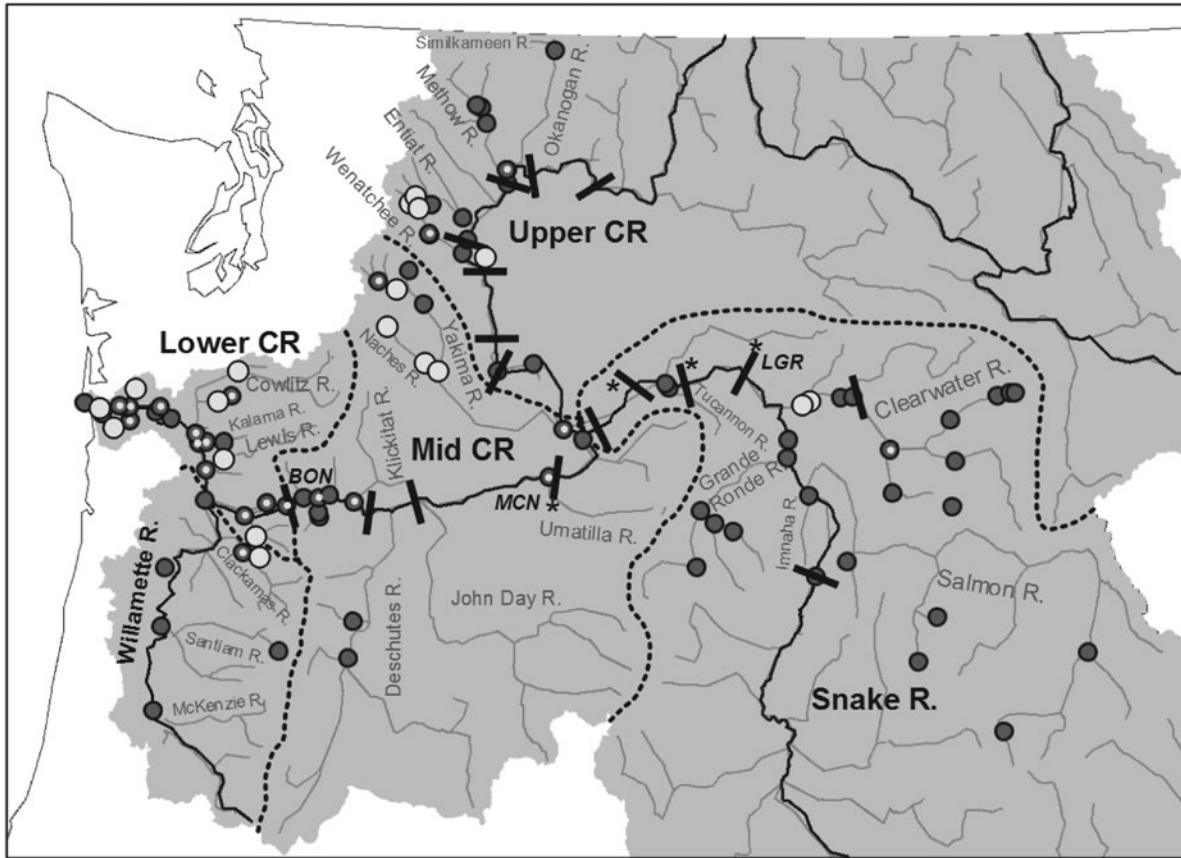 Similkameen R.
Methow R.
Okanogan R.
Entiat R.
Wenatchee R.
Upper CR
Lower CR
Cowlitz R.
Kalama R.
Lewis R.
Naches R.
Yakima R.
Klickitat R.
Mid CR
BON
MCN
*
Umatilla R.
*
*
*
LGR
Tucannon R.
Clearwater R.
Grande
Ronde R.
Imnaha R.
Salmon R.
Snake R.
Willamette R.
Clackamas R.
Santiam R.
McKenzie R.
Deschutes R.
John Day R.